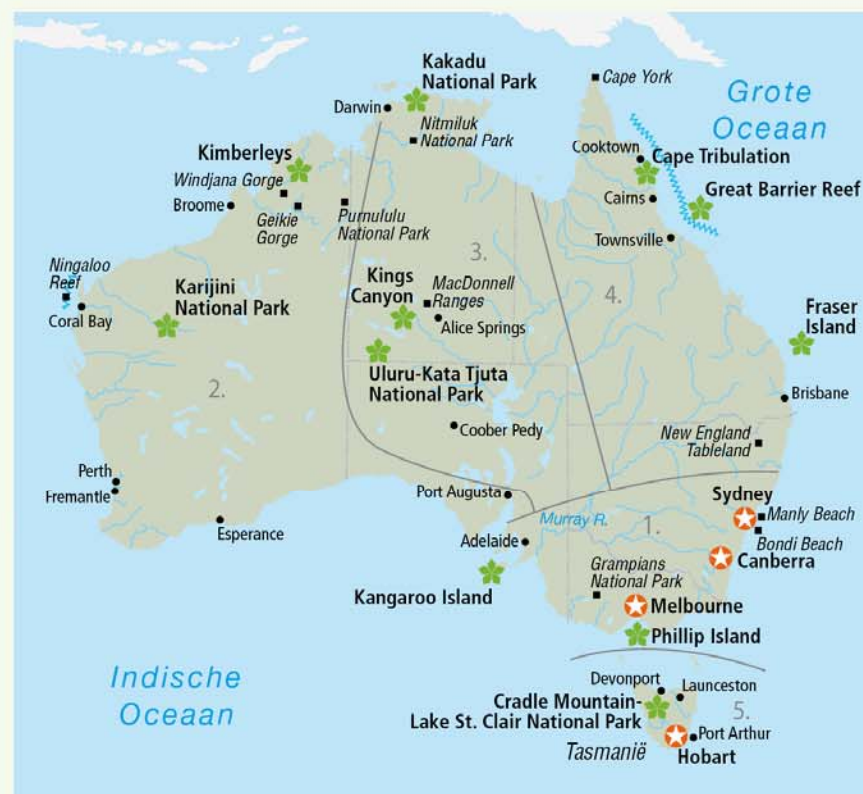 Kakadu
National Park
Cape York
Grote
Oceaan
Darwin
Nitmiluk
National Park
Cooktown
Cape Tribulation
Kimberleys
Windjana Gorge
Great Barrier Reef
Cairns
Broome
Geikie
Gorge
Purnululu
National Park
Townsville
3.
Ningaloo
Reef
Karijini
National Park
Kings
Canyon
MacDonnell
Ranges
4.
Fraser
Island
Coral Bay
Alice Springs
Uluru-Kata Tjuta
National Park
2.
Brisbane
Coober Pedy
New England
Tableland
Perth
Fremantle
Port Augusta
Sydney
Manly Beach
Esperance
Murray R.
1.
Bondi Beach
Adelaide
Canberra
Grampians
National Park
Kangaroo Island
Melbourne
Phillip Island
Indische
Oceaan
Devonport
Launceston
Cradle Mountain-
Lake St. Clair National Park
5.
Port Arthur
Tasmanië
Hobart